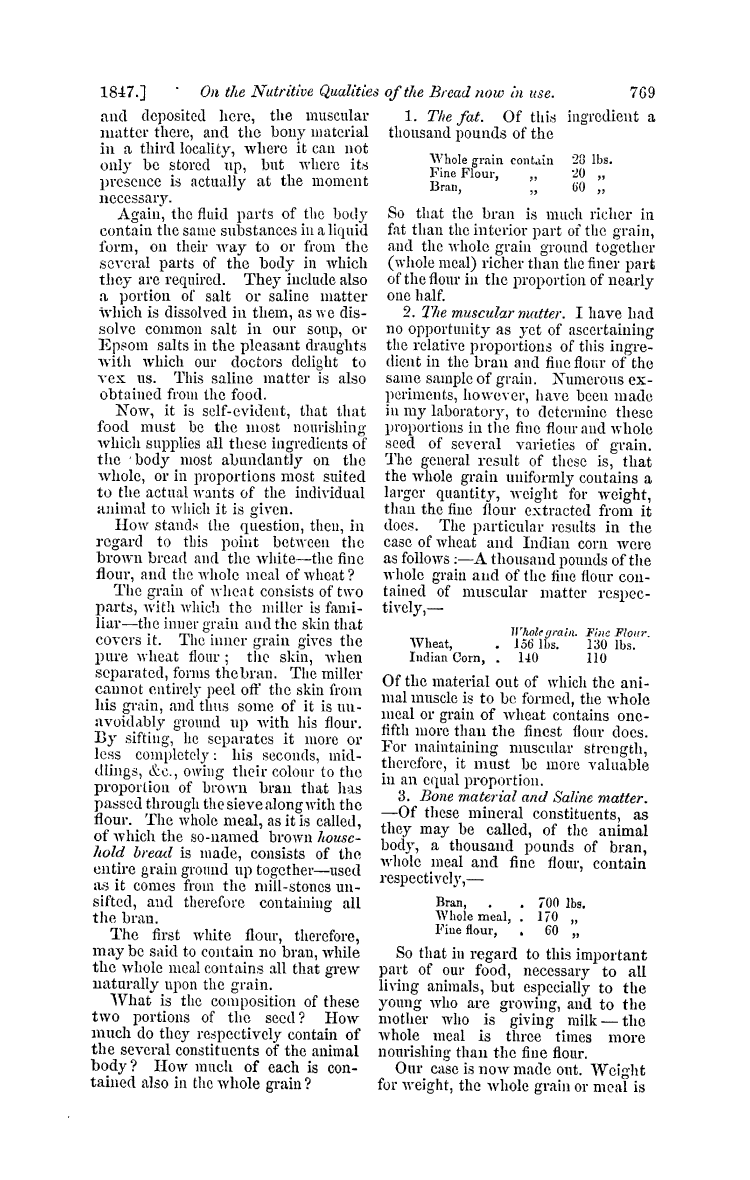 1847.] On the Nutritive Qualities of the Bread now in use. 769
and deposited here, the muscular
matter there, and the bony material
in a third locality, where it can not
only be stored up, but where its
presence is actually at the moment
necessary.
Again, the fluid parts of the body
contain the same substances in a liquid
form, on their way to or from the
several parts of the body in which
they are required. They include also
a portion of salt or saline matter
which is dissolved in them, as we dis-
solve common salt in our soup, or
Epsom salts in the pleasant draughts
with which our doctors delight to
vex us. This saline matter is also
obtained from the food.
Now, it is self-evident, that that
food must be the most nourishing
which supplies all these ingredients of
the body most abundantly on the
whole, or in proportions most suited
to the actual wants of the individual
animal to which it is given.
How stands the question, then, in
regard to this point between the
brown bread and the white—the fine
flour, and the whole meal of wheat?
The grain of wheat consists of two
parts, with which the miller is fami-
liar—the inner grain and the skin that
covers it. The inner grain gives the
pure wheat flour; the skin, when
separated, forms the bran. The miller
cannot entirely peel off the skin from
his grain, and thus some of it is un-
avoidably ground up with his flour.
By sifting, he separates it more or
less completely: his seconds, mid-
dlings, &c., owing their colour to the
proportion of brown bran that has
passed through the sieve along with the
flour. The whole meal, as it is called,
of which the so-named brown house-
hold bread is made, consists of the
entire grain ground up together—used
as it comes from the mill-stones un-
sifted, and therefore containing all
the bran.
The first white flour, therefore,
may be said to contain no bran, while
the whole meal contains all that grew
naturally upon the grain.
What is the composition of these
two portions of the seed? How
much do they respectively contain of
the several constituents of the animal
body? How much of each is con-
tained also in the whole grain?
1. The fat. Of this ingredient a
thousand pounds of the
Whole grain contain 28 lbs.
Fine Flour, „ 20 „
Bran, „ 60 „
So that the bran is much richer in
fat than the interior part of the grain,
and the whole grain ground together
(whole meal) richer than the finer part
of the flour in the proportion of nearly
one half.
2. The muscular matter. I have had
no opportunity as yet of ascertaining
the relative proportions of this ingre-
dient in the bran and fine flour of the
same sample of grain. Numerous ex-
periments, however, have been made
in my laboratory, to determine these
proportions in the fine flour and whole
seed of several varieties of grain.
The general result of these is, that
the whole grain uniformly contains a
larger quantity, weight for weight,
than the fine flour extracted from it
does. The particular results in the
case of wheat and Indian corn were
as follows:—A thousand pounds of the
whole grain and of the fine flour con-
tained of muscular matter respec-
tively,—
Whole grain. Fine Flour.
Wheat, . 156 lbs. 130 lbs.
Indian Corn, . 140 110
Of the material out of which the ani-
mal muscle is to be formed, the whole
meal or grain of wheat contains one-
fifth more than the finest flour does.
For maintaining muscular strength,
therefore, it must be more valuable
in an equal proportion.
3. Bone material and Saline matter.
—Of these mineral constituents, as
they may be called, of the animal
body, a thousand pounds of bran,
whole meal and fine flour, contain
respectively,—
Bran, . . 700 lbs.
Whole meal, . 170 „
Fine flour, . 60 „
So that in regard to this important
part of our food, necessary to all
living animals, but especially to the
young who are growing, and to the
mother who is giving milk — the
whole meal is three times more
nourishing than the fine flour.
Our case is now made out. Weight
for weight, the whole grain or meal is